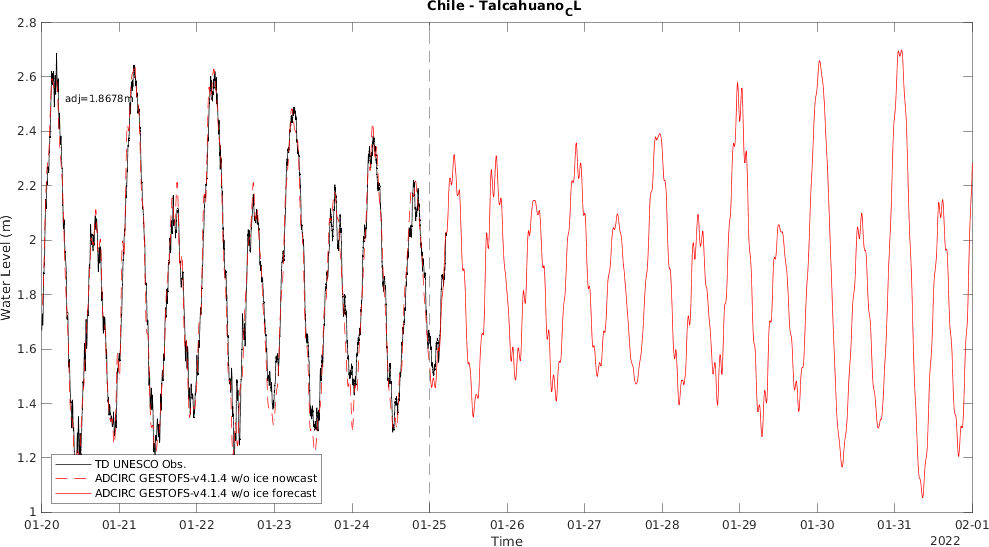 Chile - Talcahuano_CL
2.8
2.6
2.4
2.2
2
1.8
1.6
1.4
1.2
1
Water Level (m)
adj=1.8678m
TD UNESCO Obs.
ADCIRC GESTOFS-v4.1.4 w/o ice nowcast
ADCIRC GESTOFS-v4.1.4 w/o ice forecast
01-20 01-21 01-22 01-23 01-24 01-25 01-26 01-27 01-28 01-29 01-30 01-31 02-01
Time
2022